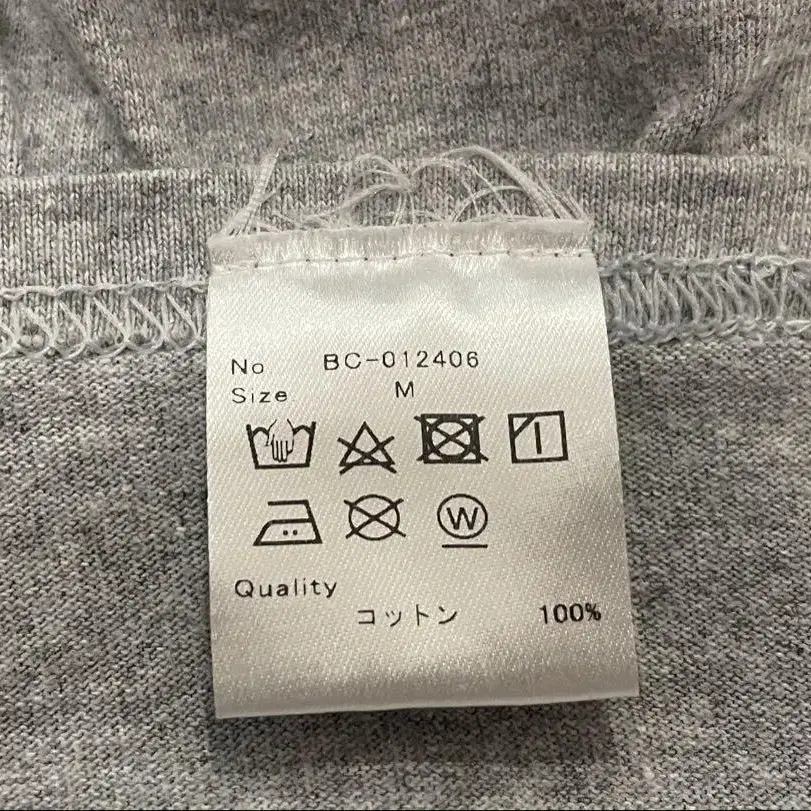 No BC-012406
Size M
W
Quality
コットン 100%